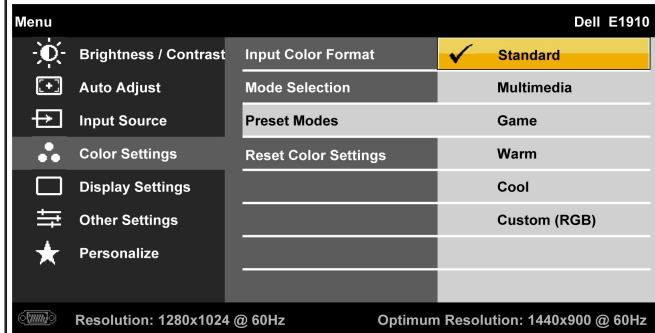 Menu Dell E1910
Brightness / Contrast Input Color Format Standard
Auto Adjust Mode Selection Multimedia
Input Source Preset Modes Game
Color Settings Reset Color Settings Warm
Display Settings Cool
Other Settings Custom (RGB)
Personalize
Resolution: 1280x1024 @ 60Hz Optimum Resolution: 1440x900 @ 60Hz